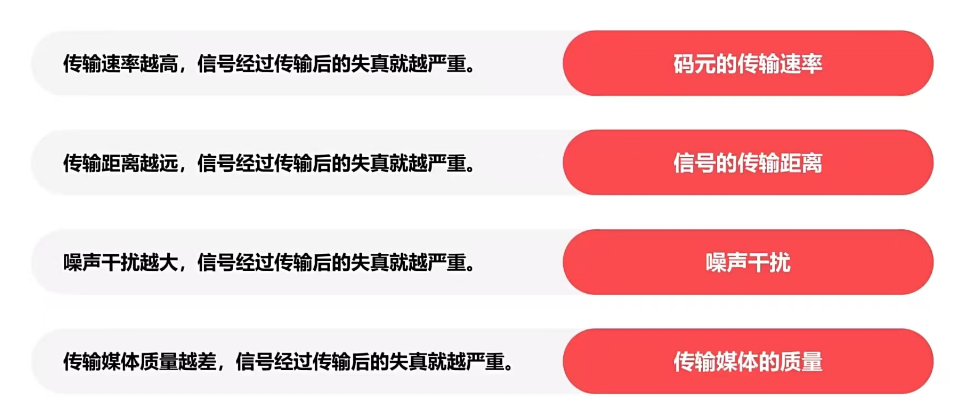 传输速率越高，信号经过传输后的失真就越严重。
码元的传输速率
传输距离越远，信号经过传输后的失真就越严重。
信号的传输距离
噪声干扰越大，信号经过传输后的失真就越严重。
噪声干扰
传输媒体质量越差，信号经过传输后的失真就越严重。
传输媒体的质量